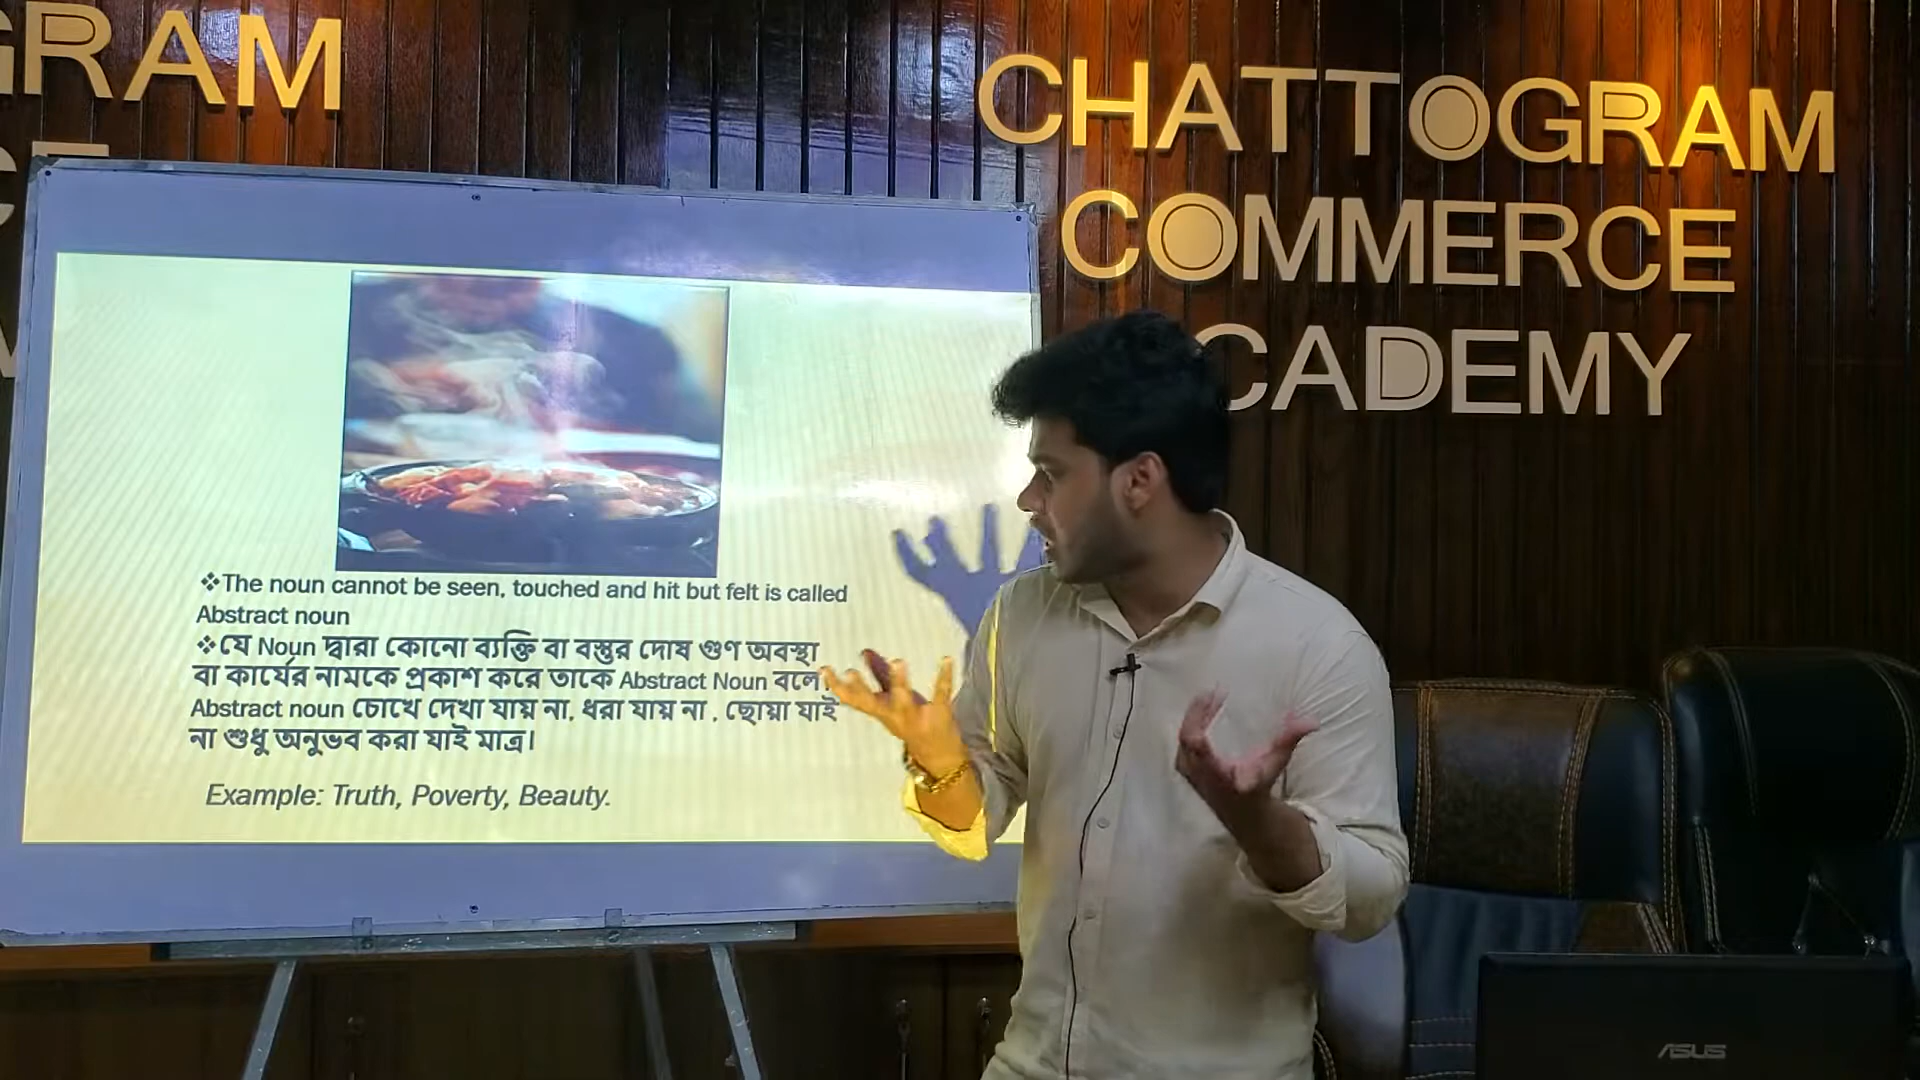 GRAM
CHATTOGRAM
COMMERCE
CADEMY
❖The noun cannot be seen, touched and hit but felt is called
Abstract noun
❖যে Noun দ্বারা কোনো ব্যক্তি বা বস্তুর দোষ গুণ অবস্থা
বা কার্যের নামকে প্রকাশ করে তাকে Abstract Noun বলে।
Abstract noun চোখে দেখা যায় না, ধরা যায় না , ছোয়া যাই
না শুধু অনুভব করা যাই মাত্র।
Example: Truth, Poverty, Beauty.
ASUS